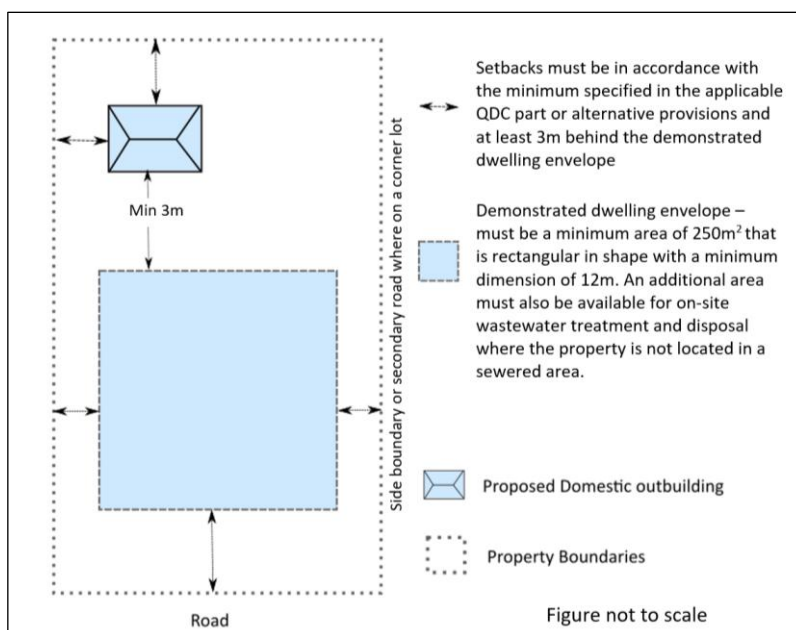 Setbacks must be in accordance with
the minimum specified in the applicable
QDC part or alternative provisions and
at least 3m behind the demonstrated
dwelling envelope
Min 3m
Demonstrated dwelling envelope –
must be a minimum area of 250m² that
is rectangular in shape with a minimum
dimension of 12m. An additional area
must also be available for on-site
wastewater treatment and disposal
where the property is not located in a
sewered area.
Side boundary or secondary road where on a corner lot
Proposed Domestic outbuilding
Property Boundaries
Road
Figure not to scale